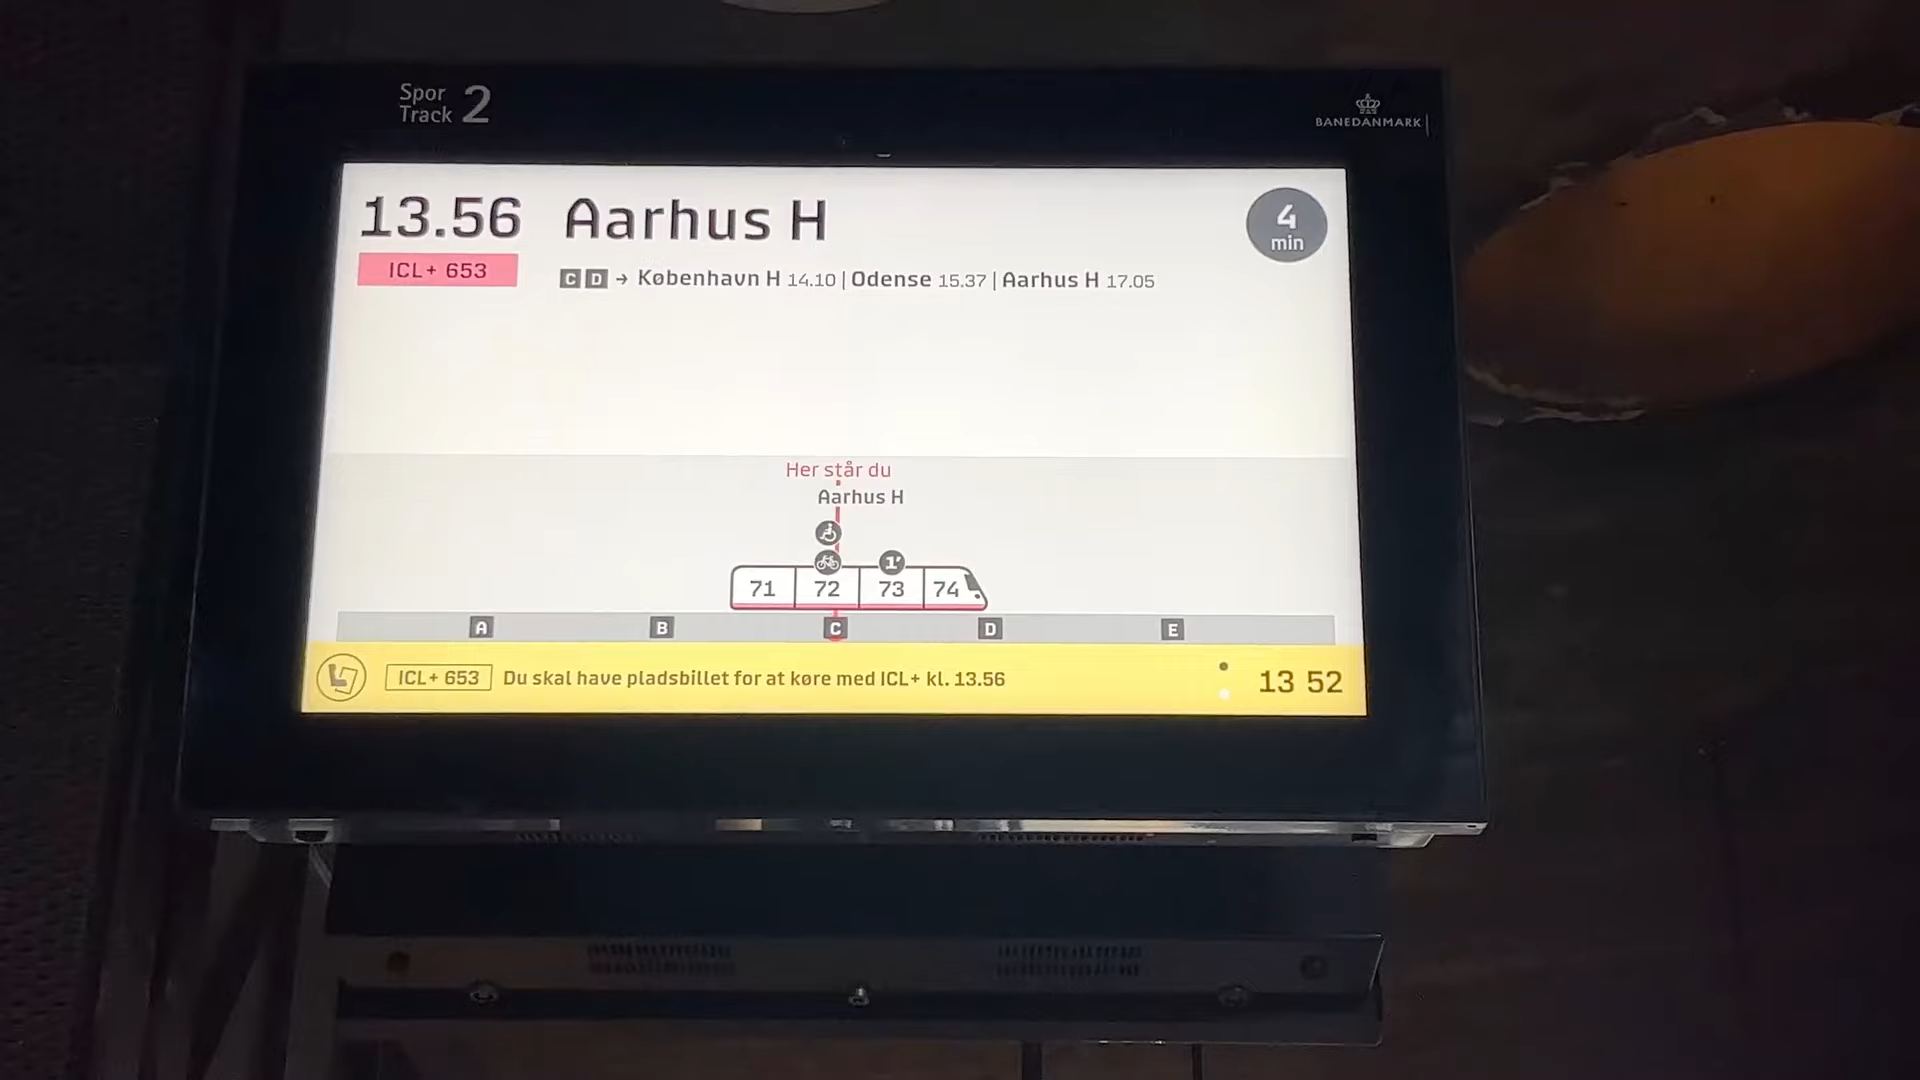 Spor
Track 2
BANEDANMARK
13.56 Aarhus H
4
min
ICL+ 653
C D → København H 14.10 | Odense 15.37 | Aarhus H 17.05
Her står du
Aarhus H
1'
71 72 73 74
A B C D E
ICL+ 653 Du skal have pladsbillet for at køre med ICL+ kl. 13.56
13 52